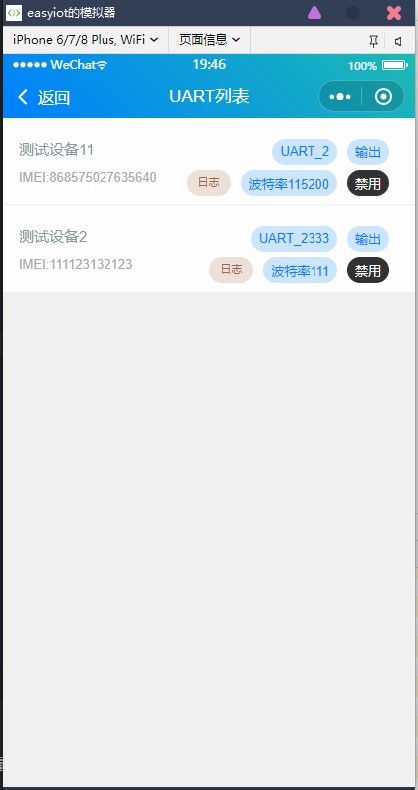 easyiot的模拟器
iPhone 6/7/8 Plus, WiFi 页面信息
WeChat 19:46 100%
返回 UART列表
测试设备11 UART_2 输出
IMEI:868575027635640 日志 波特率115200 禁用
测试设备2 UART_2333 输出
IMEI:111123132123 日志 波特率111 禁用